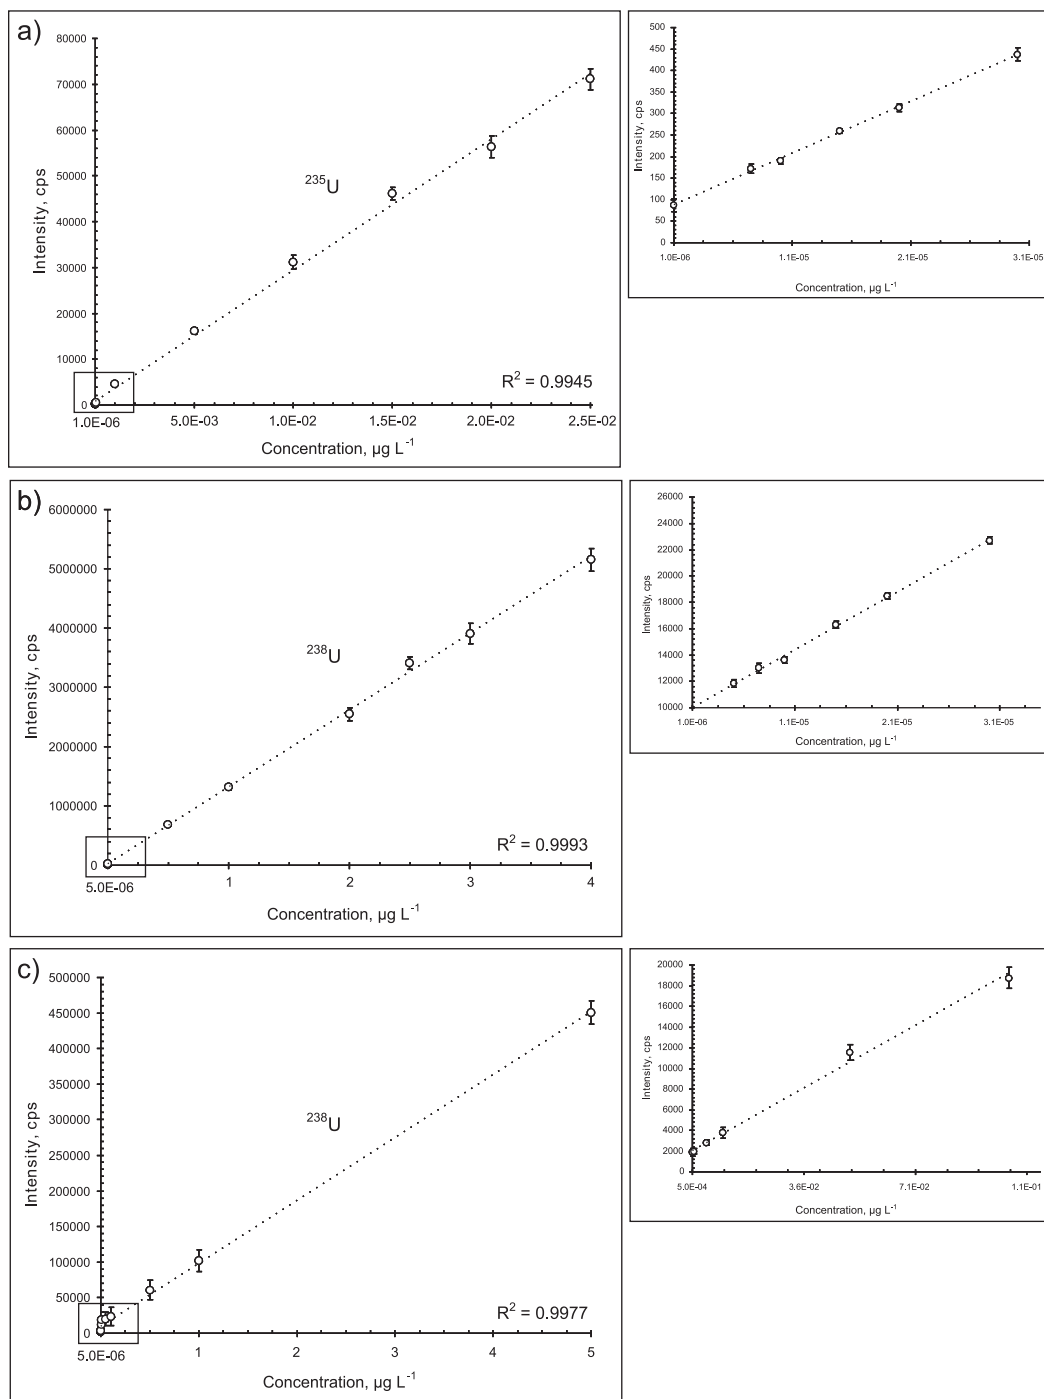 a)
80000
70000
60000
50000
40000
30000
20000
10000
0
Intensity, cps
²³⁵U
R² = 0.9945
1.0E-06 5.0E-03 1.0E-02 1.5E-02 2.0E-02 2.5E-02
Concentration, µg L⁻¹
500
450
400
350
300
250
200
150
100
50
0
Intensity, cps
1.0E-06 1.1E-05 2.1E-05 3.1E-05
Concentration, µg L⁻¹
b)
6000000
5000000
4000000
3000000
2000000
1000000
0
Intensity, cps
²³⁸U
R² = 0.9993
5.0E-06 1 2 3 4
Concentration, µg L⁻¹
26000
24000
22000
20000
18000
16000
14000
12000
10000
Intensity, cps
1.0E-06 1.1E-05 2.1E-05 3.1E-05
Concentration, µg L⁻¹
c)
500000
450000
400000
350000
300000
250000
200000
150000
100000
50000
0
Intensity, cps
²³⁸U
R² = 0.9977
5.0E-06 1 2 3 4 5
Concentration, µg L⁻¹
20000
18000
16000
14000
12000
10000
8000
6000
4000
2000
0
Intensity, cps
5.0E-04 3.6E-02 7.1E-02 1.1E-01
Concentration, µg L⁻¹